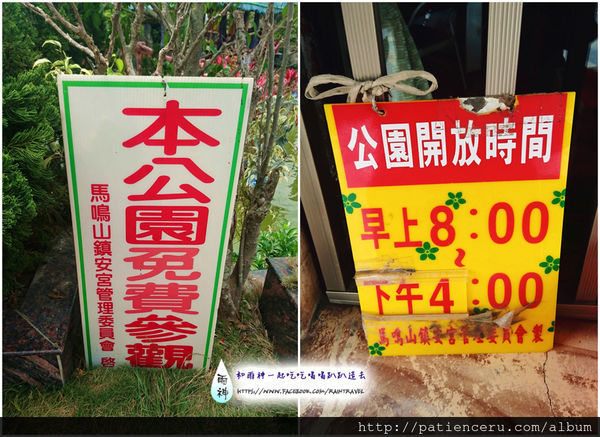 本公園免費參觀
馬鳴山鎮安宮管理委員會 啓
公園開放時間
早上8:00
~
下午4:00
馬鳴山鎮安宮管理委員會 製
雨神
和雨神一起吃吃喝喝趴趴造去
HTTPS://WWW.FACEBOOK.COM/RAINTRAVEL
http://patienceru.com/album